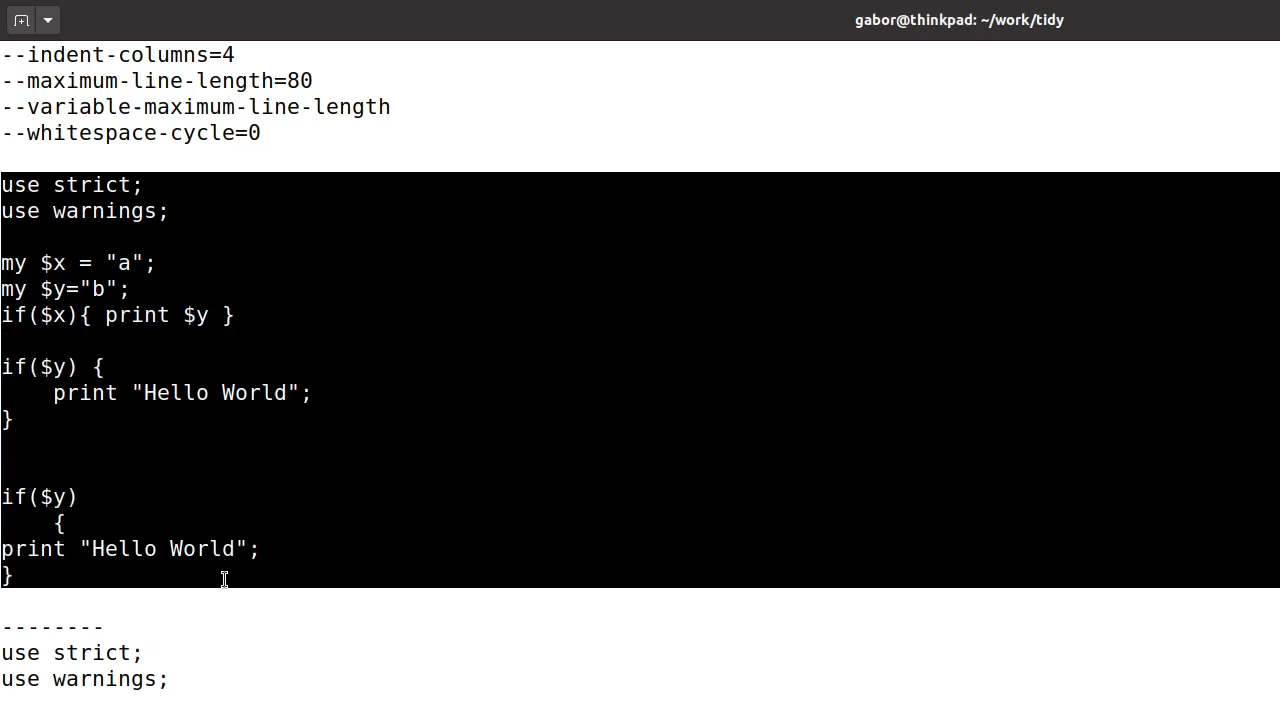 gabor@thinkpad: ~/work/tidy
--indent-columns=4
--maximum-line-length=80
--variable-maximum-line-length
--whitespace-cycle=0

use strict;
use warnings;

my $x = "a";
my $y="b";
if($x){ print $y }

if($y) {
    print "Hello World";
}


if($y)
    {
print "Hello World";
}

--------
use strict;
use warnings;